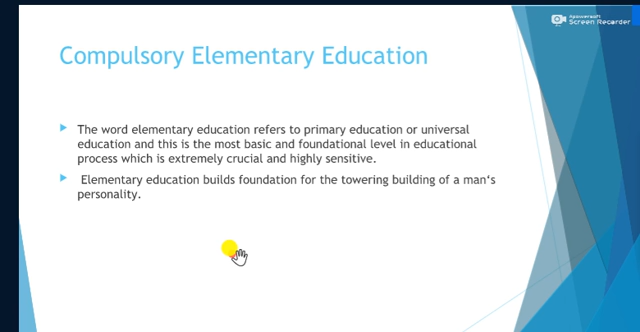 Apowersoft
Screen Recorder
Compulsory Elementary Education
The word elementary education refers to primary education or universal
education and this is the most basic and foundational level in educational
process which is extremely crucial and highly sensitive.
Elementary education builds foundation for the towering building of a man‘s
personality.